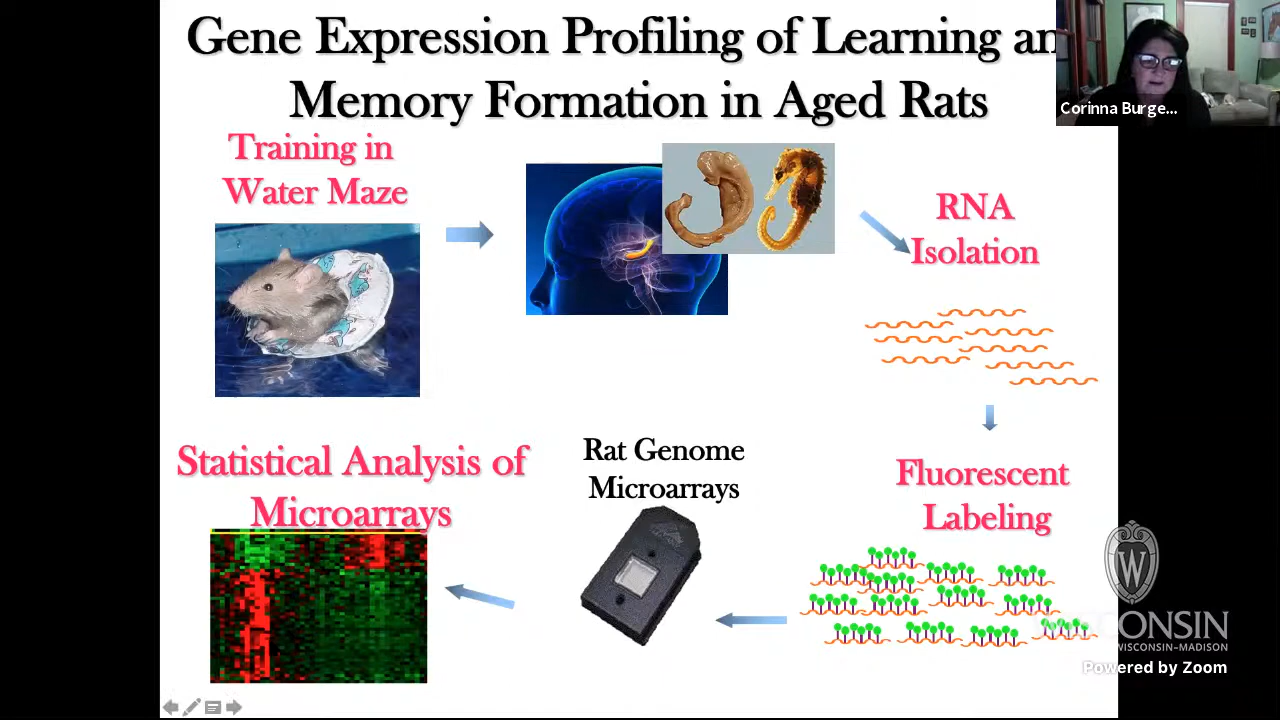 Gene Expression Profiling of Learning an
Memory Formation in Aged Rats
Corinna Burge...
Training in
Water Maze
RNA
Isolation
Statistical Analysis of
Microarrays
Rat Genome
Microarrays
Fluorescent
Labeling
W
WISCONSIN
WISCONSIN–MADISON
Powered by Zoom